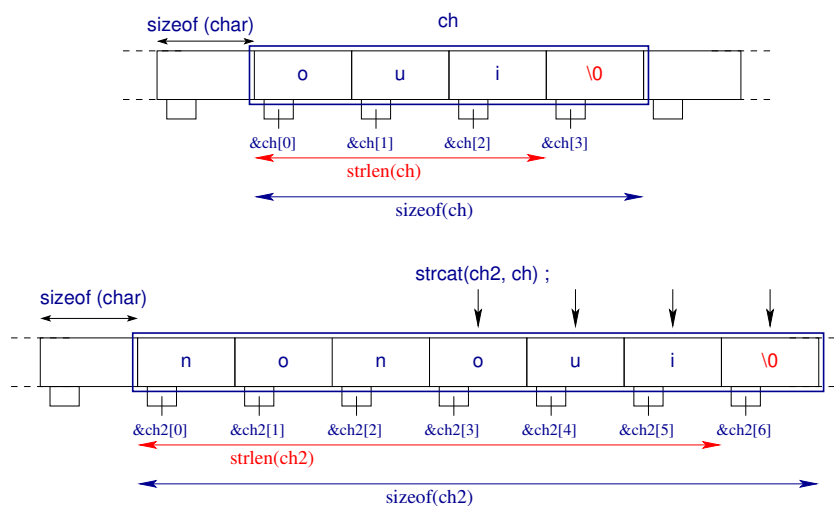 sizeof (char) ch
o u i \0
&ch[0] &ch[1] &ch[2] &ch[3]
strlen(ch)
sizeof(ch)
strcat(ch2, ch) ;
sizeof (char)
n o n o u i \0
&ch2[0] &ch2[1] &ch2[2] &ch2[3] &ch2[4] &ch2[5] &ch2[6]
strlen(ch2)
sizeof(ch2)